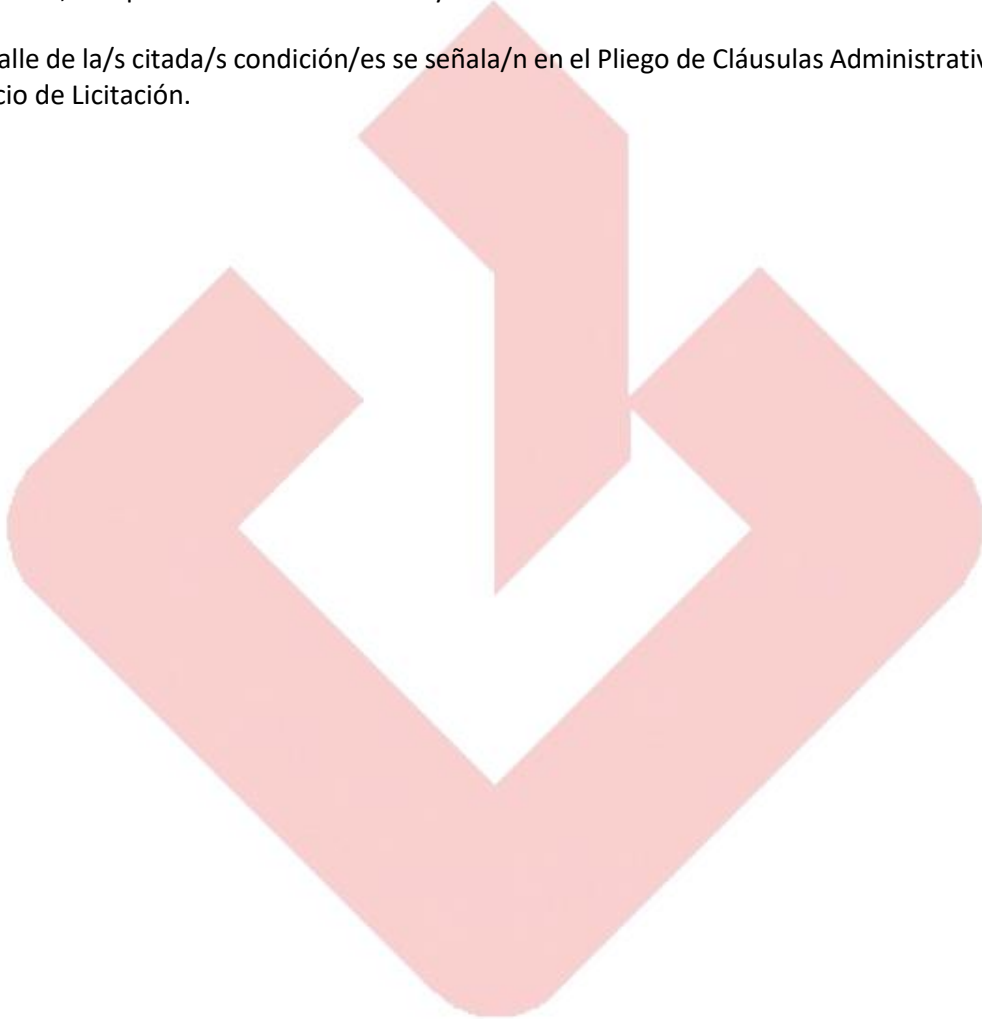 alle de la/s citada/s condición/es se señala/n en el Pliego de Cláusulas Administrativ
cio de Licitación.